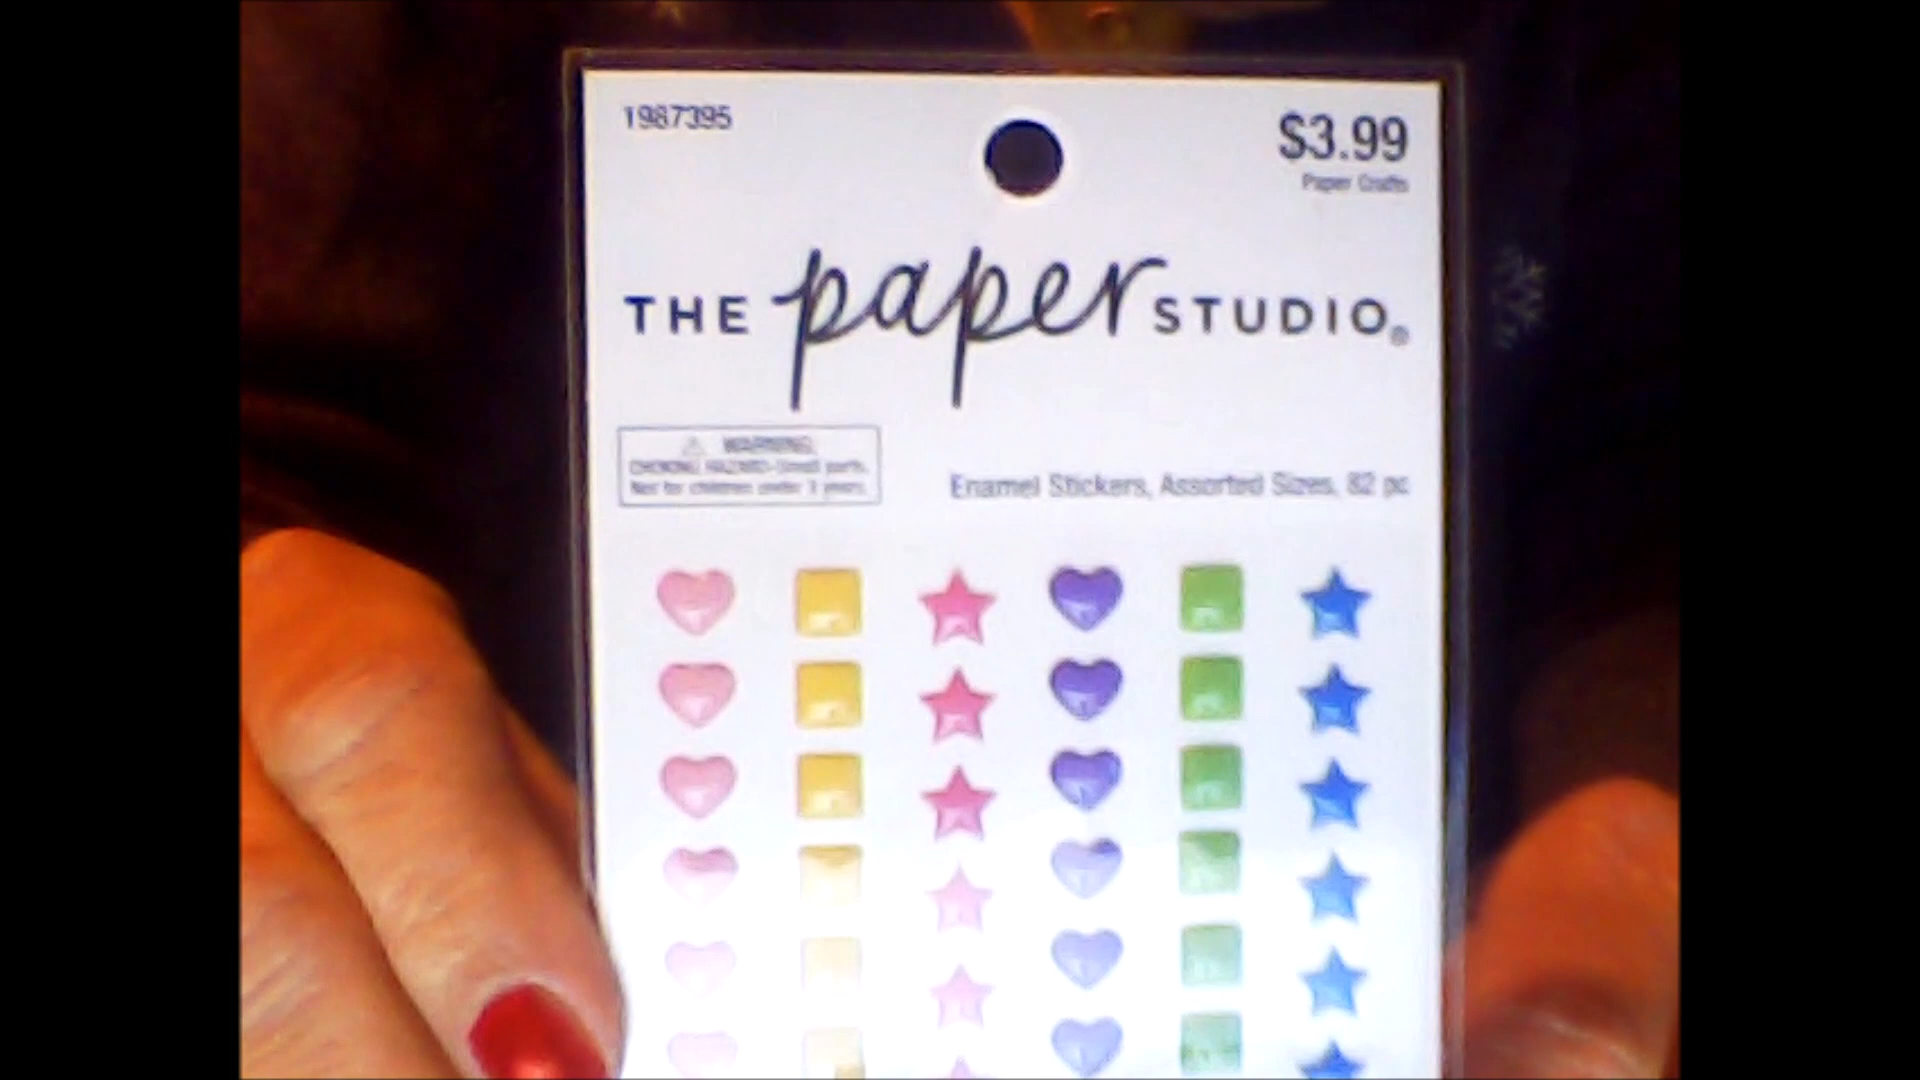 1987395
$3.99
Paper Crafts
THE paper STUDIO®
⚠ WARNING:
CHOKING HAZARD-Small parts.
Not for children under 3 years.
Enamel Stickers, Assorted Sizes, 82 pc